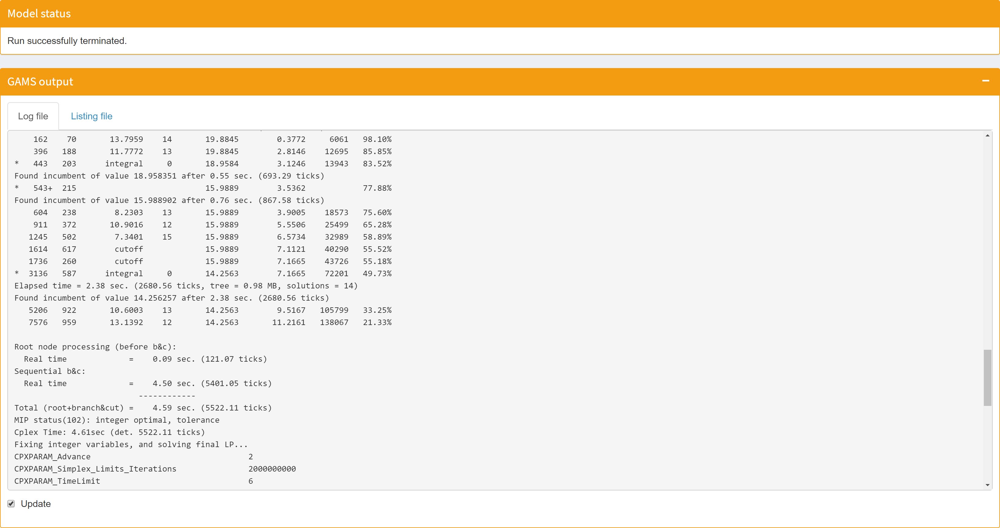 Model status
Run successfully terminated.
GAMS output
Log file    Listing file
    162    70       13.7959    14       19.8845        0.3772     6061   98.10%
    396   188       11.7772    13       19.8845        2.8146    12695   85.85%
*   443   203      integral     0       18.9584        3.1246    13943   83.52%
Found incumbent of value 18.958351 after 0.55 sec. (693.29 ticks)
*   543+  215                           15.9889        3.5362            77.88%
Found incumbent of value 15.988902 after 0.76 sec. (867.58 ticks)
    604   238        8.2303    13       15.9889        3.9005    18573   75.60%
    911   372       10.9016    12       15.9889        5.5506    25499   65.28%
   1245   502        7.3401    15       15.9889        6.5734    32989   58.89%
   1614   617        cutoff             15.9889        7.1121    40290   55.52%
   1736   260        cutoff             15.9889        7.1665    43726   55.18%
*  3136   587      integral     0       14.2563        7.1665    72201   49.73%
Elapsed time = 2.38 sec. (2680.56 ticks, tree = 0.98 MB, solutions = 14)
Found incumbent of value 14.256257 after 2.38 sec. (2680.56 ticks)
   5206   922       10.6003    13       14.2563        9.5167   105799   33.25%
   7576   959       13.1392    12       14.2563       11.2161   138067   21.33%
Root node processing (before b&c):
  Real time             =    0.09 sec. (121.07 ticks)
Sequential b&c:
  Real time             =    4.50 sec. (5401.05 ticks)
                          ------------
Total (root+branch&cut) =    4.59 sec. (5522.11 ticks)
MIP status(102): integer optimal, tolerance
Cplex Time: 4.61sec (det. 5522.11 ticks)
Fixing integer variables, and solving final LP...
CPXPARAM_Advance                                 2
CPXPARAM_Simplex_Limits_Iterations               2000000000
CPXPARAM_TimeLimit                               6
Update